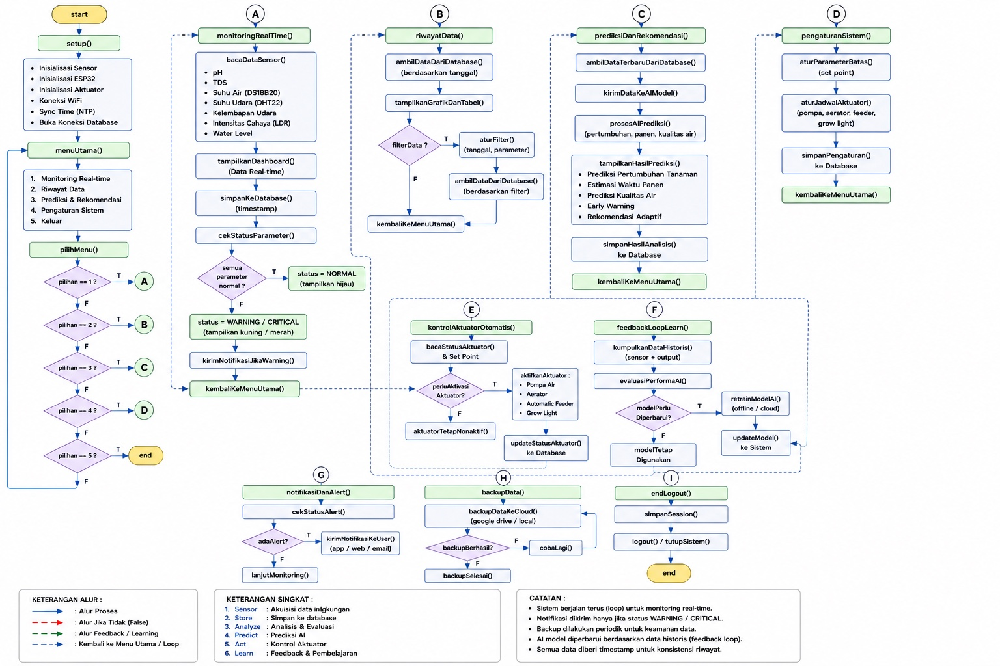 start
setup()
• Inisialisasi Sensor
• Inisialisasi ESP32
• Inisialisasi Aktuator
• Koneksi WiFi
• Sync Time (NTP)
• Buka Koneksi Database
menuUtama()
1. Monitoring Real-time
2. Riwayat Data
3. Prediksi & Rekomendasi
4. Pengaturan Sistem
5. Keluar
pilihMenu()
pilihan == 1 ?
T
A
F
pilihan == 2 ?
T
B
F
pilihan == 3 ?
T
C
F
pilihan == 4 ?
T
D
F
pilihan == 5 ?
T
end
F
A
monitoringRealTime()
bacaDataSensor()
• pH
• TDS
• Suhu Air (DS18B20)
• Suhu Udara (DHT22)
• Kelembapan Udara
• Intensitas Cahaya (LDR)
• Water Level
tampilkanDashboard()
(Data Real-time)
simpanKeDatabase()
(timestamp)
cekStatusParameter()
semua
parameter
normal ?
T
status = NORMAL
(tampilkan hijau)
F
status = WARNING / CRITICAL
(tampilkan kuning / merah)
kirimNotifikasiJikaWarning()
kembaliKeMenuUtama()
B
riwayatData()
ambilDataDariDatabase()
(berdasarkan tanggal)
tampilkanGrafikDanTabel()
filterData ?
T
aturFilter()
(tanggal, parameter)
F
ambilDataDariDatabase()
(berdasarkan filter)
kembaliKeMenuUtama()
C
prediksiDanRekomendasi()
ambilDataTerbaruDariDatabase()
kirimDataKeAIModel()
prosesAIPrediksi()
(pertumbuhan, panen, kualitas air)
tampilkanHasilPrediksi()
• Prediksi Pertumbuhan Tanaman
• Estimasi Waktu Panen
• Prediksi Kualitas Air
• Early Warning
• Rekomendasi Adaptif
simpanHasilAnalisis()
ke Database
kembaliKeMenuUtama()
D
pengaturanSistem()
aturParameterBatas()
(set point)
aturJadwalAktuator()
(pompa, aerator, feeder,
grow light)
simpanPengaturan()
ke Database
kembaliKeMenuUtama()
E
kontrolAktuatorOtomatis()
bacaStatusAktuator()
& Set Point
perluAktivasi
Aktuator?
T
aktifkanAktuator :
• Pompa Air
• Aerator
• Automatic Feeder
• Grow Light
F
aktuatorTetapNonaktif()
updateStatusAktuator()
ke Database
F
feedbackLoopLearn()
kumpulkanDataHistoris()
(sensor + output)
evaluasiPerformaAI()
modelPerlu
Diperbarui?
T
retrainModelAI()
(offline / cloud)
F
updateModel()
ke Sistem
modelTetap
Digunakan
G
notifikasiDanAlert()
cekStatusAlert()
adaAlert?
T
kirimNotifikasiKeUser()
(app / web / email)
F
lanjutMonitoring()
H
backupData()
backupDataKeCloud()
(google drive / local)
backupBerhasil?
F
cobaLagi()
F
backupSelesai()
I
endLogout()
simpanSession()
logout() / tutupSistem()
end
KETERANGAN ALUR :
: Alur Proses
: Alur Jika Tidak (False)
: Alur Feedback / Learning
: Kembali ke Menu Utama / Loop
KETERANGAN SINGKAT :
1. Sensor : Akuisisi data inlgkungan
2. Store : Simpan ke database
3. Analyze : Analisis & Evaluasi
4. Predict : Prediksi AI
5. Act : Kontrol Aktuator
6. Learn : Feedback & Pembelajaran
CATATAN :
• Sistem berjalan terus (loop) untuk monitoring real-time.
• Notifikasi dikirim hanya jika status WARNING / CRITICAL.
• Backup dilakukan periodik untuk keamanan data.
• AI model diperbarui berdasarkan data historis (feedback loop).
• Semua data diberi timestamp untuk konsistensi riwayat.